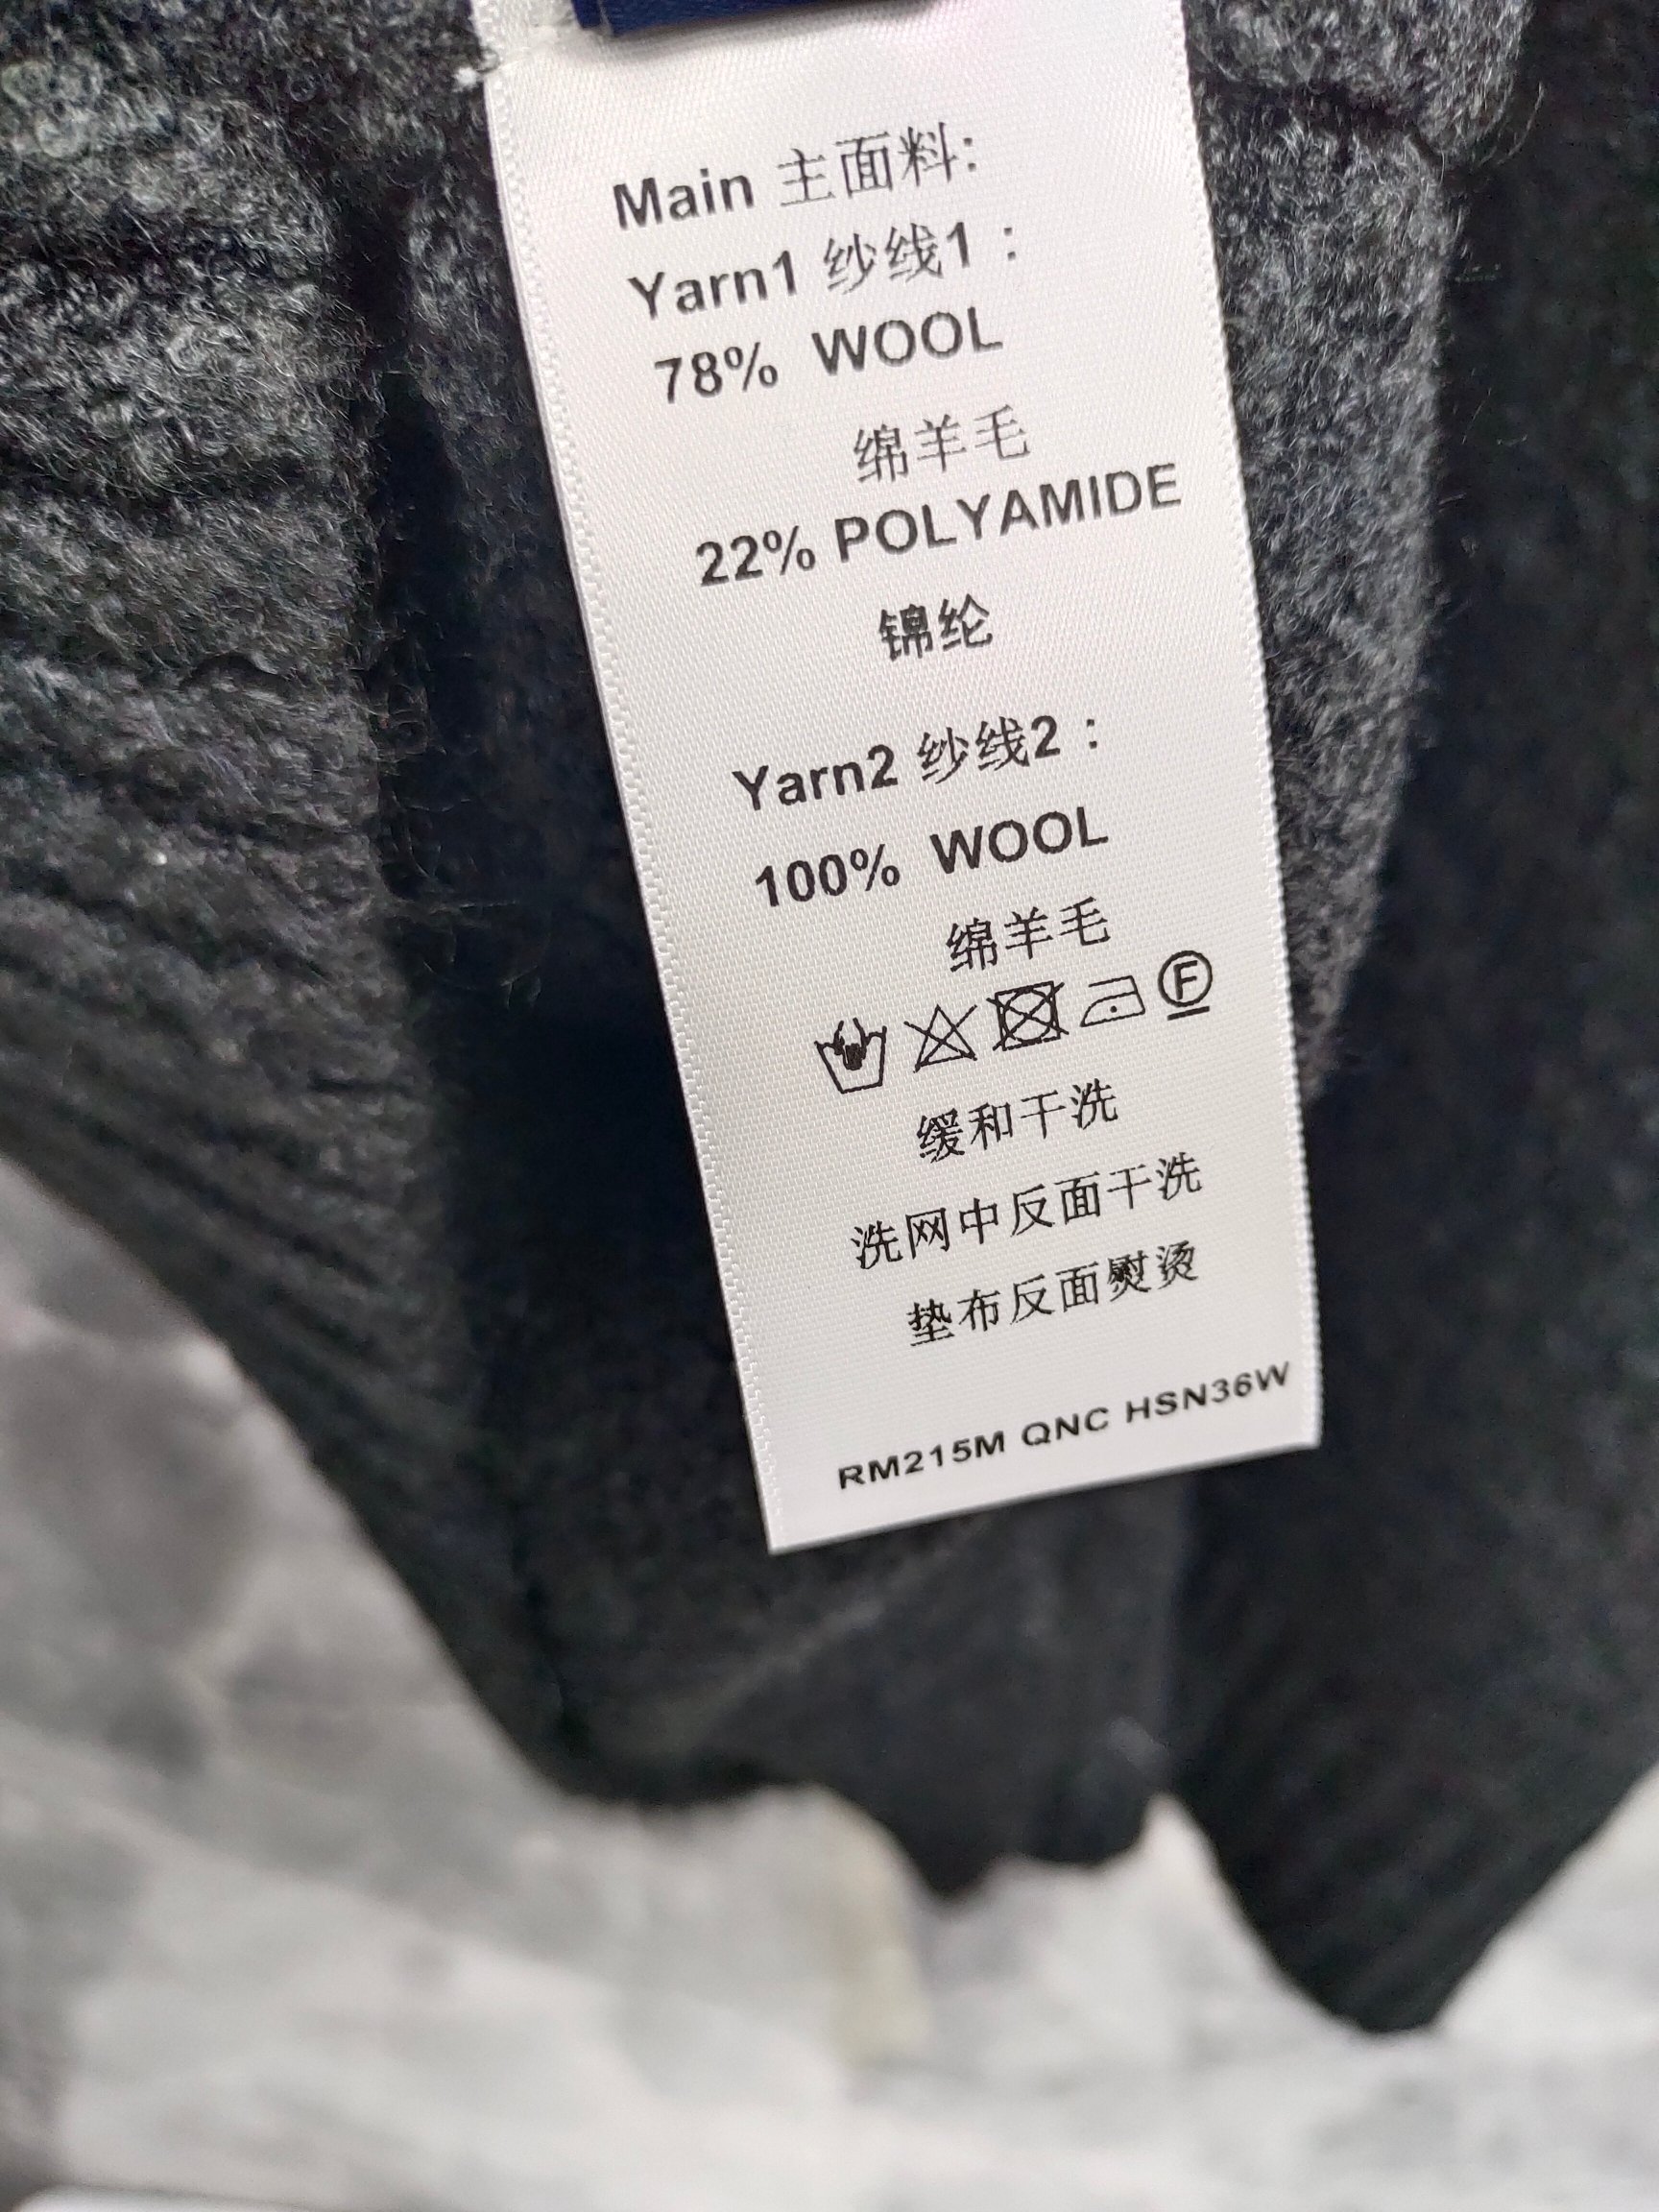 Main 主面料:
Yarn1 纱线1：
78% WOOL
绵羊毛
22% POLYAMIDE
锦纶
Yarn2 纱线2：
100% WOOL
绵羊毛
F
缓和干洗
洗网中反面干洗
垫布反面熨烫
RM215M QNC HSN36W